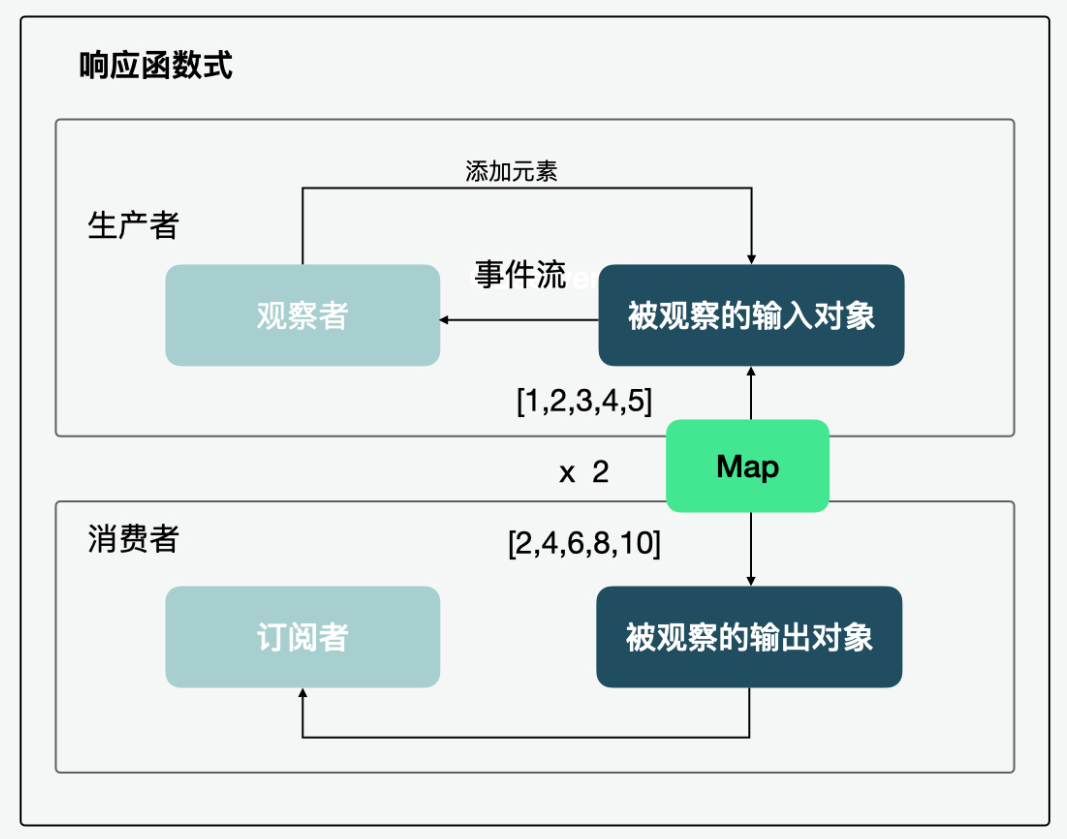 响应函数式
添加元素
生产者
事件流
观察者
被观察的输入对象
[1,2,3,4,5]
x 2
Map
消费者
[2,4,6,8,10]
订阅者
被观察的输出对象